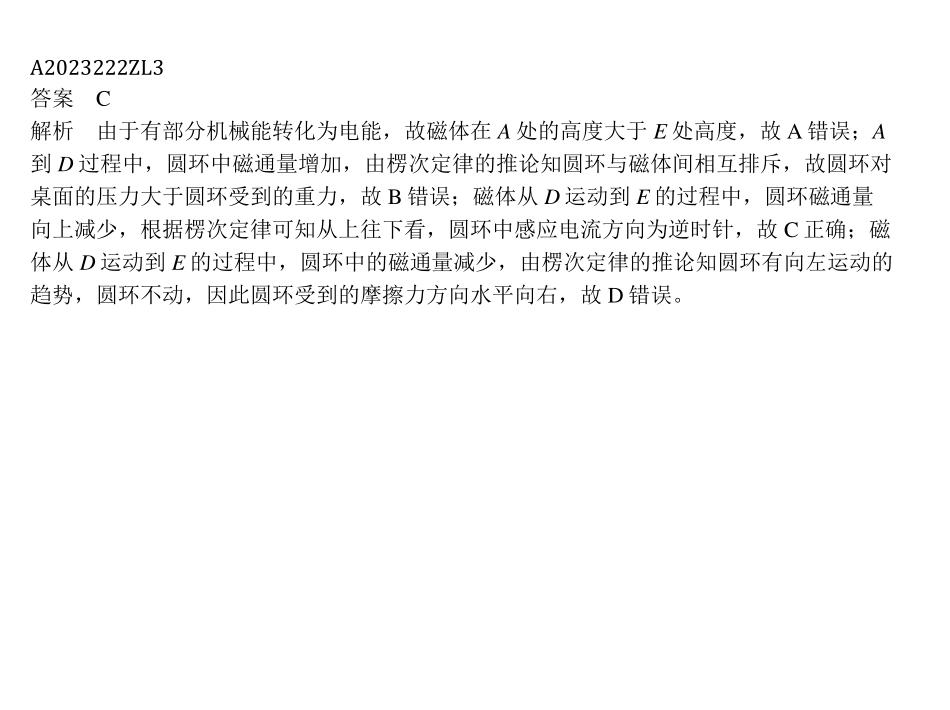 A2023222ZL3
答案　C
解析　由于有部分机械能转化为电能，故磁体在 A 处的高度大于 E 处高度，故 A 错误；A
到 D 过程中，圆环中磁通量增加，由楞次定律的推论知圆环与磁体间相互排斥，故圆环对
桌面的压力大于圆环受到的重力，故 B 错误；磁体从 D 运动到 E 的过程中，圆环磁通量
向上减少，根据楞次定律可知从上往下看，圆环中感应电流方向为逆时针，故 C 正确；磁
体从 D 运动到 E 的过程中，圆环中的磁通量减少，由楞次定律的推论知圆环有向左运动的
趋势，圆环不动，因此圆环受到的摩擦力方向水平向右，故 D 错误。